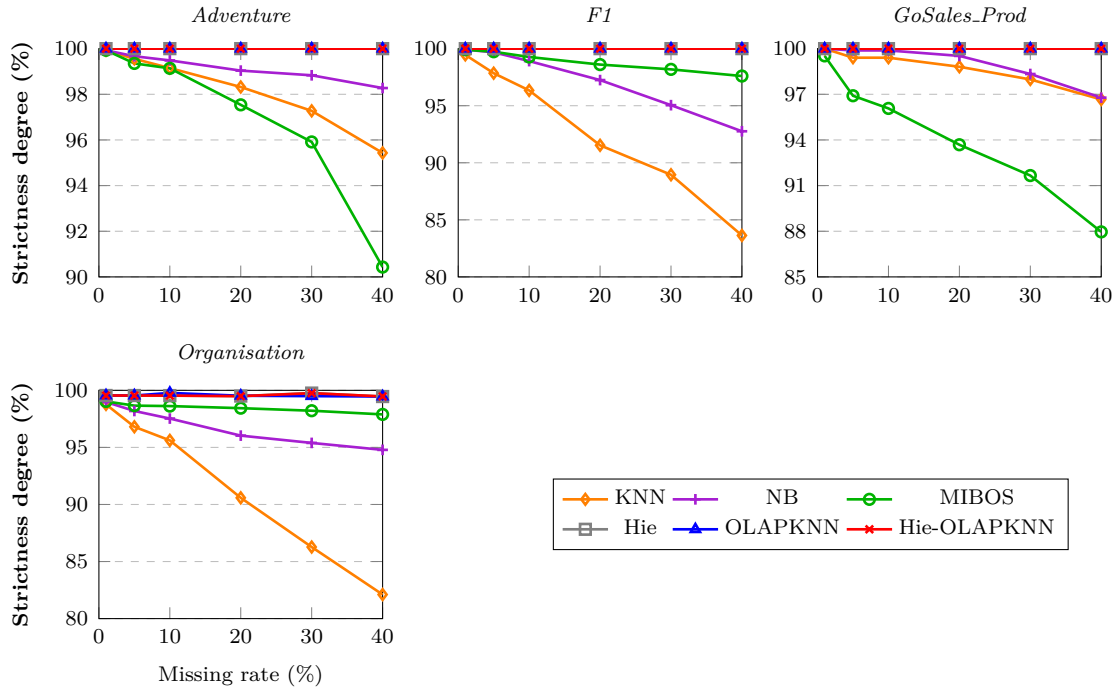 Adventure
F1
GoSales_Prod
Strictness degree (%)
100
98
96
94
92
90
0 10 20 30 40
100
95
90
85
80
0 10 20 30 40
100
97
94
91
88
85
0 10 20 30 40
Organisation
Strictness degree (%)
100
95
90
85
80
0 10 20 30 40
Missing rate (%)
KNN NB MIBOS
Hie OLAPKNN Hie-OLAPKNN